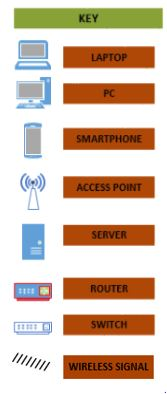 KEY
LAPTOP
PC
SMARTPHONE
ACCESS POINT
SERVER
ROUTER
SWITCH
WIRELESS SIGNAL